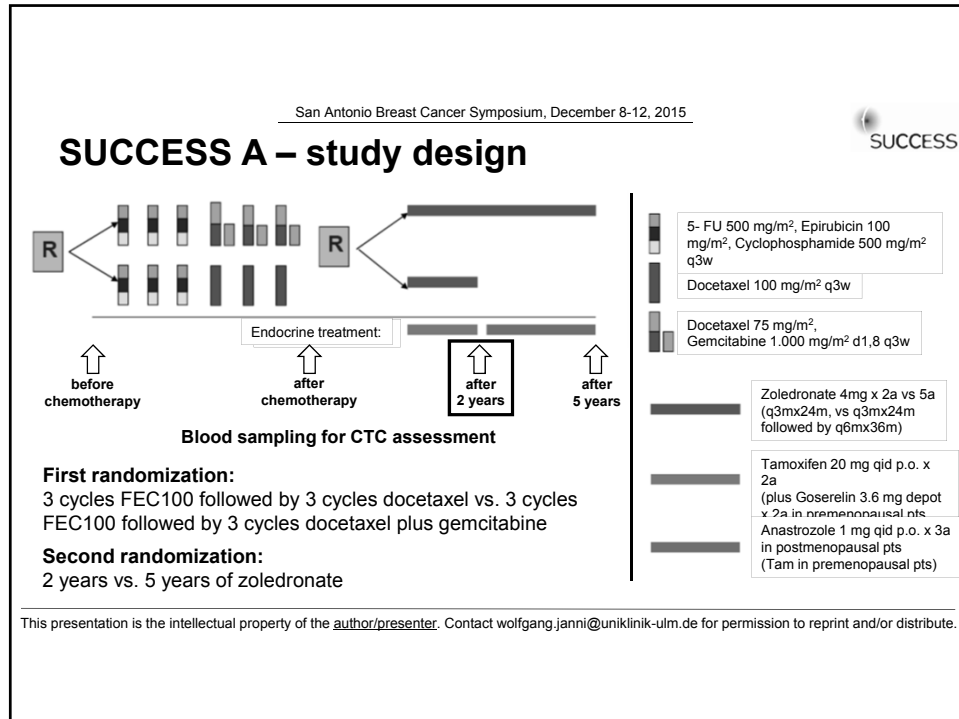 San Antonio Breast Cancer Symposium, December 8-12, 2015
SUCCESS
SUCCESS A – study design
R
R
Endocrine treatment:
before
chemotherapy
after
chemotherapy
after
2 years
after
5 years
Blood sampling for CTC assessment
First randomization:
3 cycles FEC100 followed by 3 cycles docetaxel vs. 3 cycles
FEC100 followed by 3 cycles docetaxel plus gemcitabine
Second randomization:
2 years vs. 5 years of zoledronate
5- FU 500 mg/m², Epirubicin 100
mg/m², Cyclophosphamide 500 mg/m²
q3w
Docetaxel 100 mg/m² q3w
Docetaxel 75 mg/m²,
Gemcitabine 1.000 mg/m² d1,8 q3w
Zoledronate 4mg x 2a vs 5a
(q3mx24m, vs q3mx24m
followed by q6mx36m)
Tamoxifen 20 mg qid p.o. x
2a
(plus Goserelin 3.6 mg depot
x 2a in premenopausal pts
Anastrozole 1 mg qid p.o. x 3a
in postmenopausal pts
(Tam in premenopausal pts)
This presentation is the intellectual property of the author/presenter. Contact wolfgang.janni@uniklinik-ulm.de for permission to reprint and/or distribute.